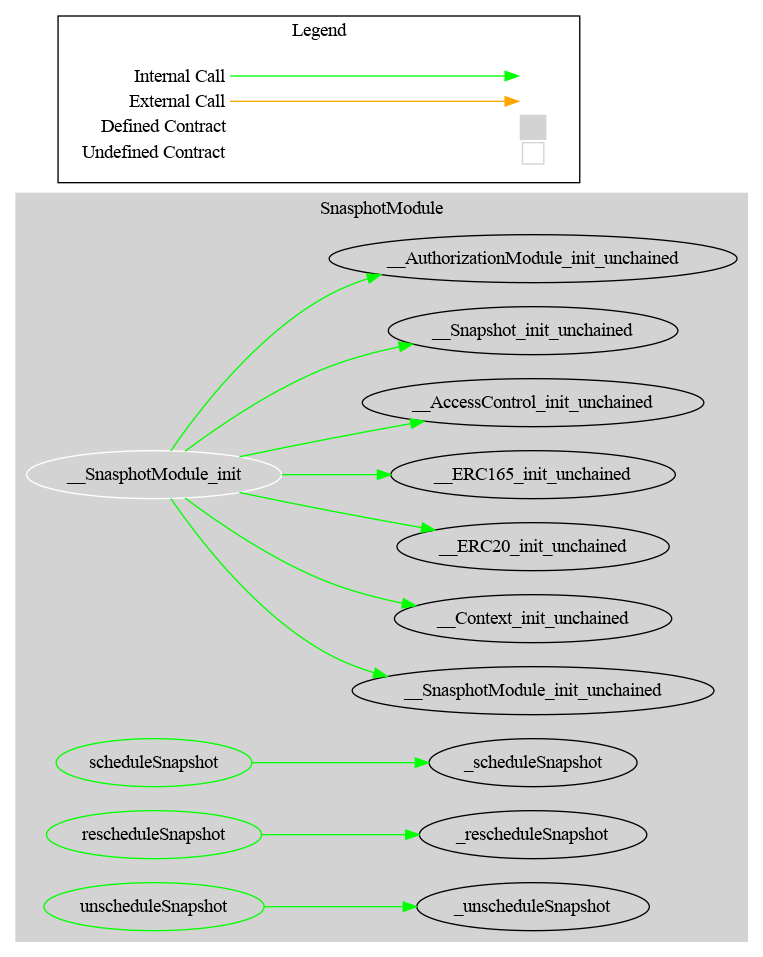 Legend
Internal Call
External Call
Defined Contract
Undefined Contract
SnasphotModule
__AuthorizationModule_init_unchained
__Snapshot_init_unchained
__AccessControl_init_unchained
__SnasphotModule_init
__ERC165_init_unchained
__ERC20_init_unchained
__Context_init_unchained
__SnasphotModule_init_unchained
scheduleSnapshot
_scheduleSnapshot
rescheduleSnapshot
_rescheduleSnapshot
unscheduleSnapshot
_unscheduleSnapshot